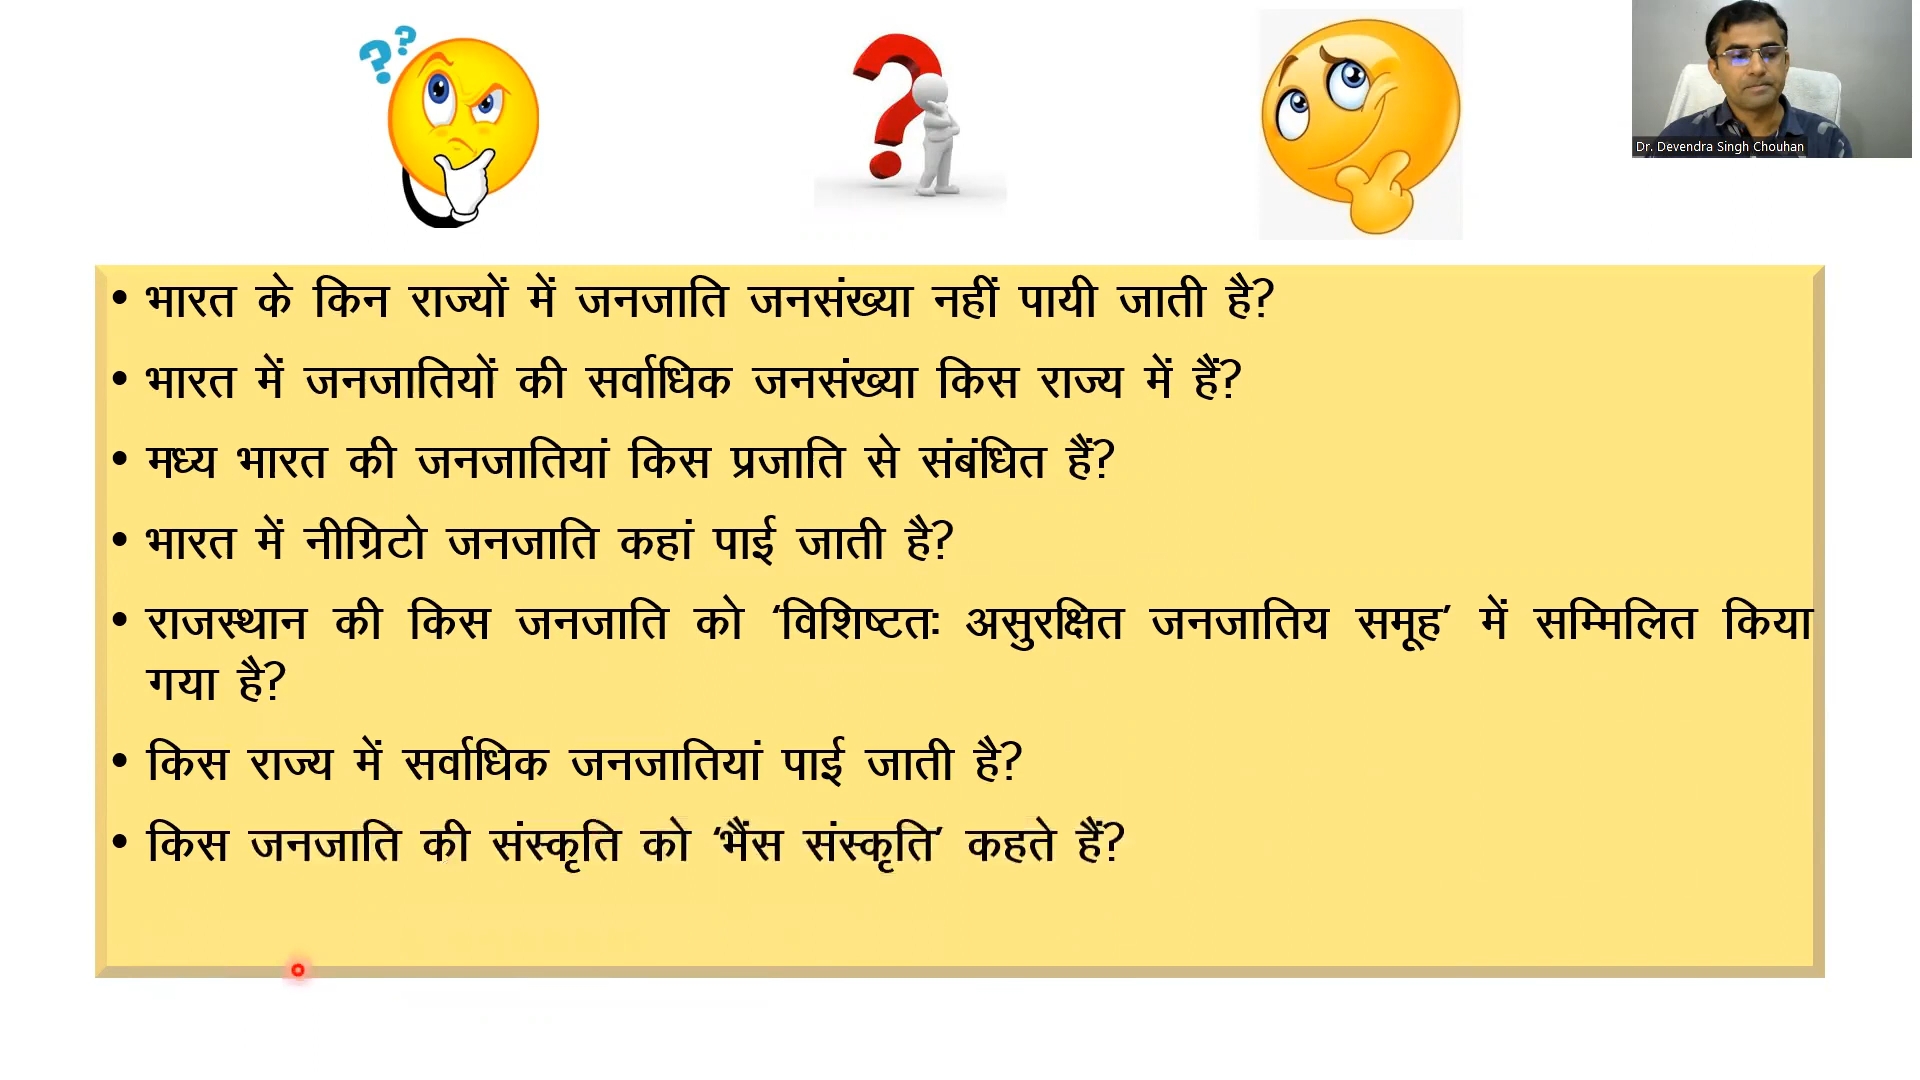 Dr. Devendra Singh Chouhan
• भारत के किन राज्यों में जनजाति जनसंख्या नहीं पायी जाती है?
• भारत में जनजातियों की सर्वाधिक जनसंख्या किस राज्य में हैं?
• मध्य भारत की जनजातियां किस प्रजाति से संबंधित हैं?
• भारत में नीग्रिटो जनजाति कहां पाई जाती है?
• राजस्थान की किस जनजाति को ‘विशिष्टतः असुरक्षित जनजातिय समूह’ में सम्मिलित किया
गया है?
• किस राज्य में सर्वाधिक जनजातियां पाई जाती है?
• किस जनजाति की संस्कृति को ‘भैंस संस्कृति’ कहते हैं?